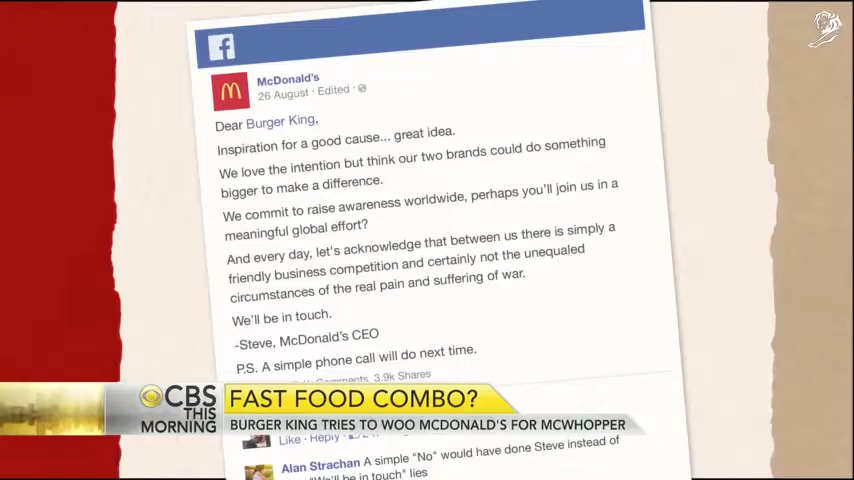 McDonald's
26 August · Edited ·
Dear Burger King,
Inspiration for a good cause... great idea.
We love the intention but think our two brands could do something
bigger to make a difference.
We commit to raise awareness worldwide, perhaps you'll join us in a
meaningful global effort?
And every day, let's acknowledge that between us there is simply a
friendly business competition and certainly not the unequaled
circumstances of the real pain and suffering of war.
We'll be in touch.
-Steve, McDonald's CEO
P.S. A simple phone call will do next time.
Comments 3.9k Shares
CBS
THIS
MORNING
FAST FOOD COMBO?
BURGER KING TRIES TO WOO MCDONALD'S FOR MCWHOPPER
Like · Reply ·
Alan Strachan A simple "No" would have done Steve instead of
"We'll be in touch" lies